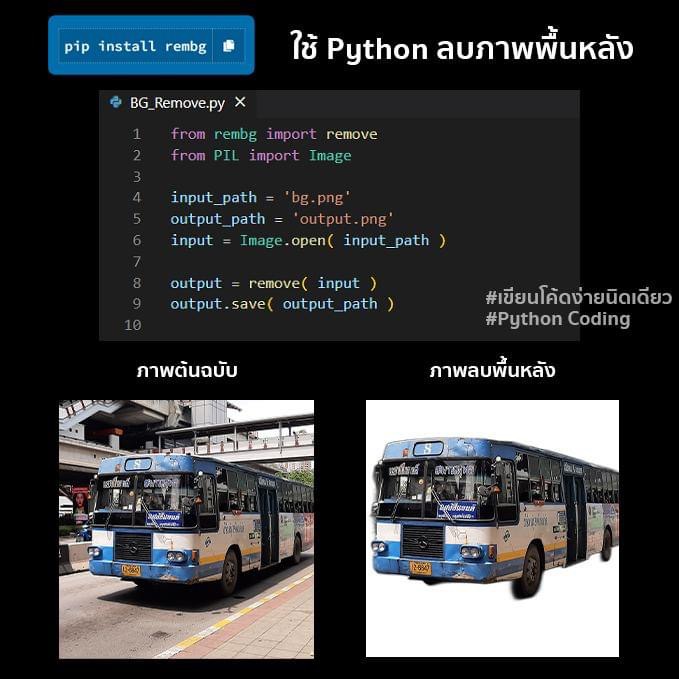 pip install rembg
ใช้ Python ลบภาพพื้นหลัง
BG_Remove.py ×
1 from rembg import remove
2 from PIL import Image
3
4 input_path = 'bg.png'
5 output_path = 'output.png'
6 input = Image.open( input_path )
7
8 output = remove( input )
9 output.save( output_path )
10
#เขียนโค้ดง่ายนิดเดียว
#Python Coding
ภาพต้นฉบับ
ภาพลบพื้นหลัง
8
8